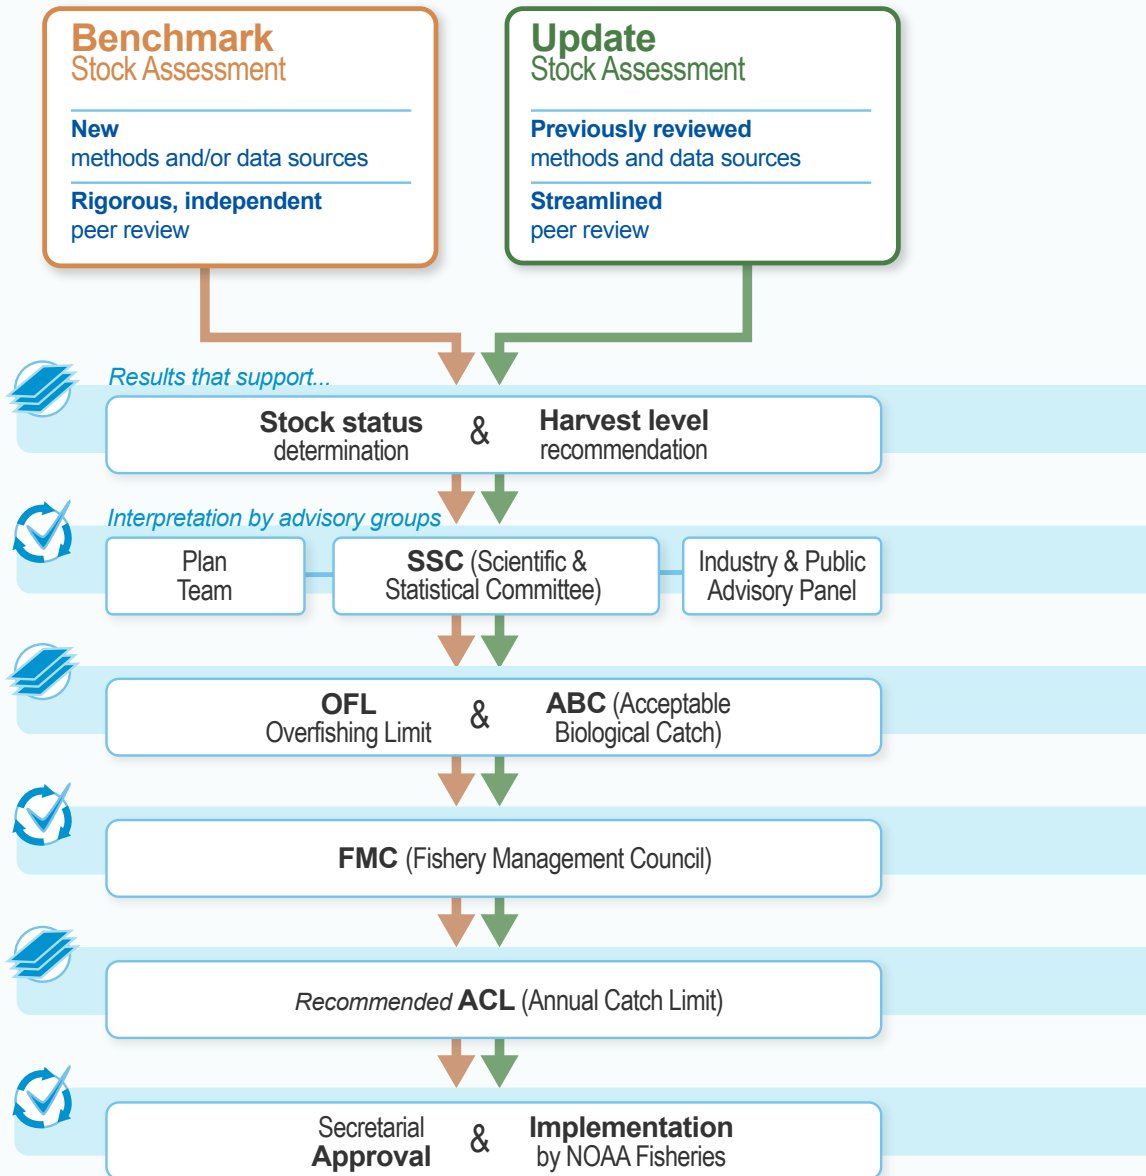 Benchmark
Stock Assessment
New
methods and/or data sources
Rigorous, independent
peer review
Update
Stock Assessment
Previously reviewed
methods and data sources
Streamlined
peer review
Results that support...
Stock status
determination
&
Harvest level
recommendation
Interpretation by advisory groups
Plan
Team
SSC (Scientific &
Statistical Committee)
Industry & Public
Advisory Panel
OFL
Overfishing Limit
&
ABC (Acceptable
Biological Catch)
FMC (Fishery Management Council)
Recommended ACL (Annual Catch Limit)
Secretarial
Approval
&
Implementation
by NOAA Fisheries